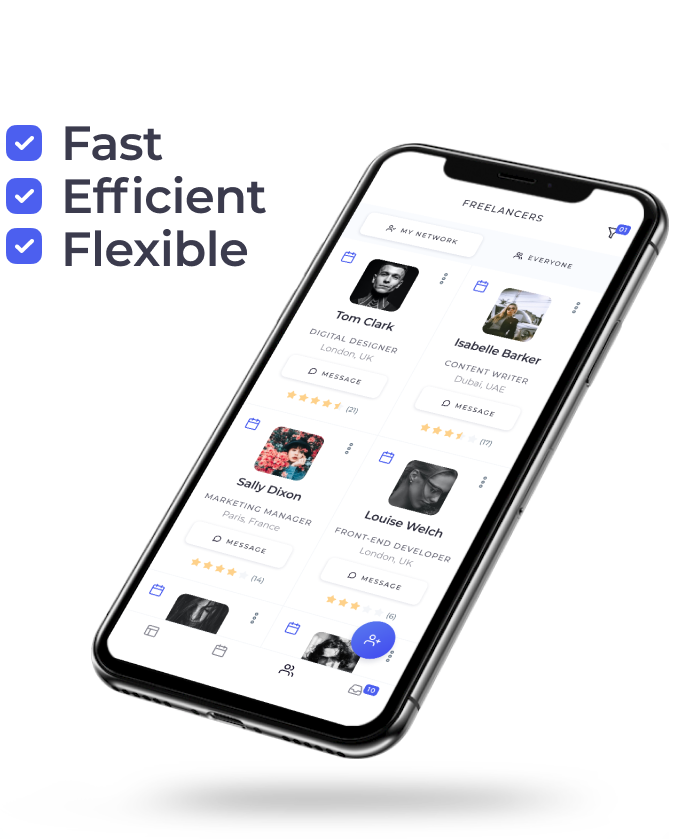 Fast
Efficient
Flexible
FREELANCERS
01
MY NETWORK
EVERYONE
Tom Clark
DIGITAL DESIGNER
London, UK
MESSAGE
(21)
Isabelle Barker
CONTENT WRITER
Dubai, UAE
MESSAGE
(17)
Sally Dixon
MARKETING MANAGER
Paris, France
MESSAGE
(14)
Louise Welch
FRONT-END DEVELOPER
London, UK
MESSAGE
(6)
10